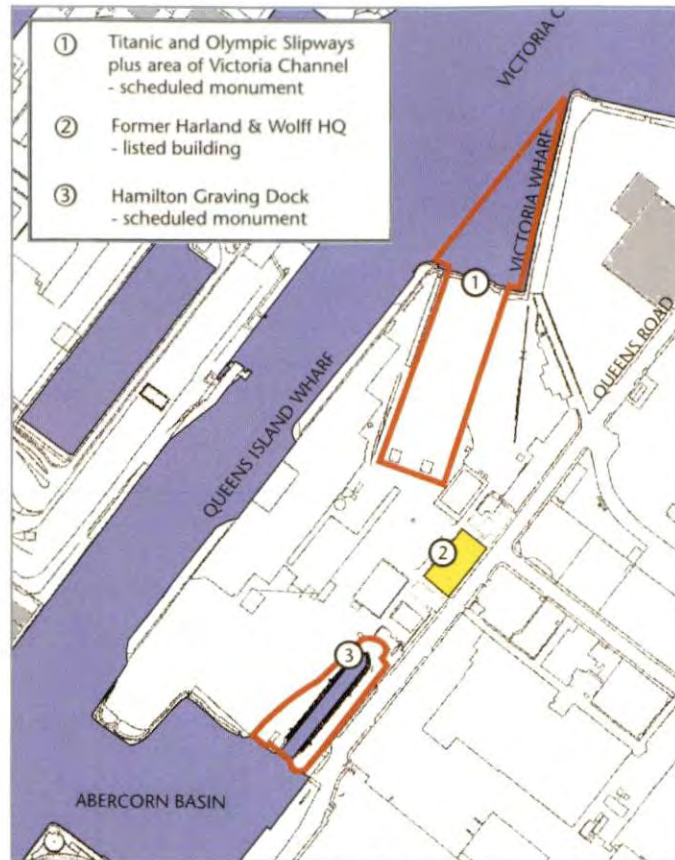 ① Titanic and Olympic Slipways
plus area of Victoria Channel
- scheduled monument
② Former Harland & Wolff HQ
- listed building
③ Hamilton Graving Dock
- scheduled monument
VICTORIA C
VICTORIA WHARF
①
QUEENS ROAD
QUEENS ISLAND WHARF
②
③
ABERCORN BASIN